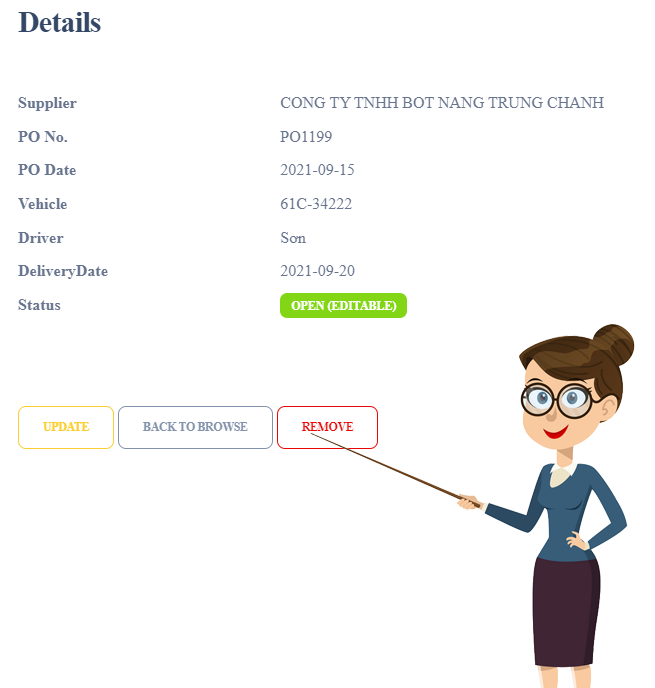 Details
Supplier CONG TY TNHH BOT NANG TRUNG CHANH
PO No. PO1199
PO Date 2021-09-15
Vehicle 61C-34222
Driver Sơn
DeliveryDate 2021-09-20
Status OPEN (EDITABLE)
UPDATE BACK TO BROWSE REMOVE